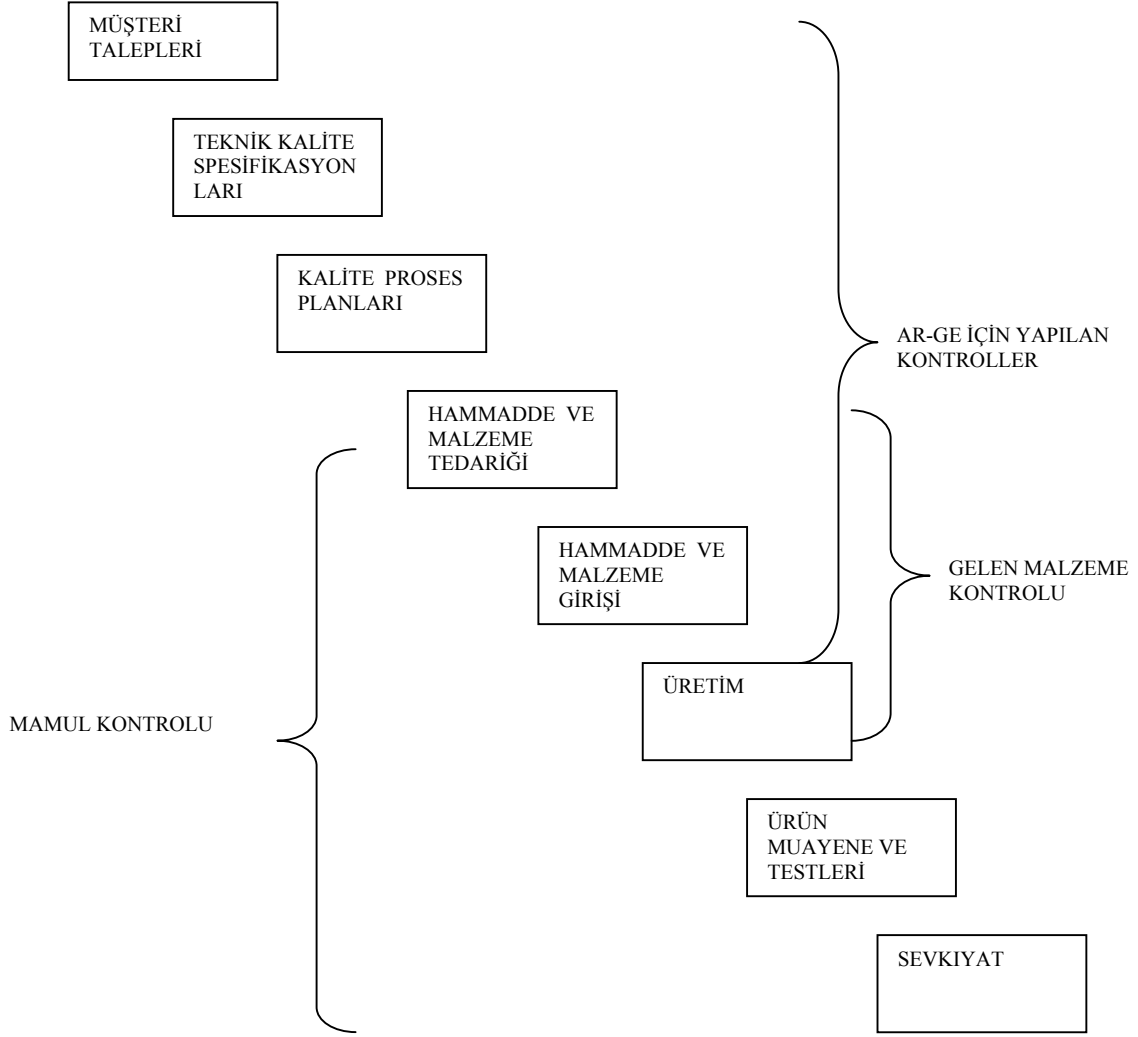 MÜŞTERİ
TALEPLERİ
TEKNİK KALİTE
SPESİFİKASYON
LARI
KALİTE PROSES
PLANLARI
AR-GE İÇİN YAPILAN
KONTROLLER
HAMMADDE VE
MALZEME
TEDARİĞİ
HAMMADDE VE
MALZEME
GİRİŞİ
GELEN MALZEME
KONTROLU
ÜRETİM
MAMUL KONTROLU
ÜRÜN
MUAYENE VE
TESTLERİ
SEVKIYAT